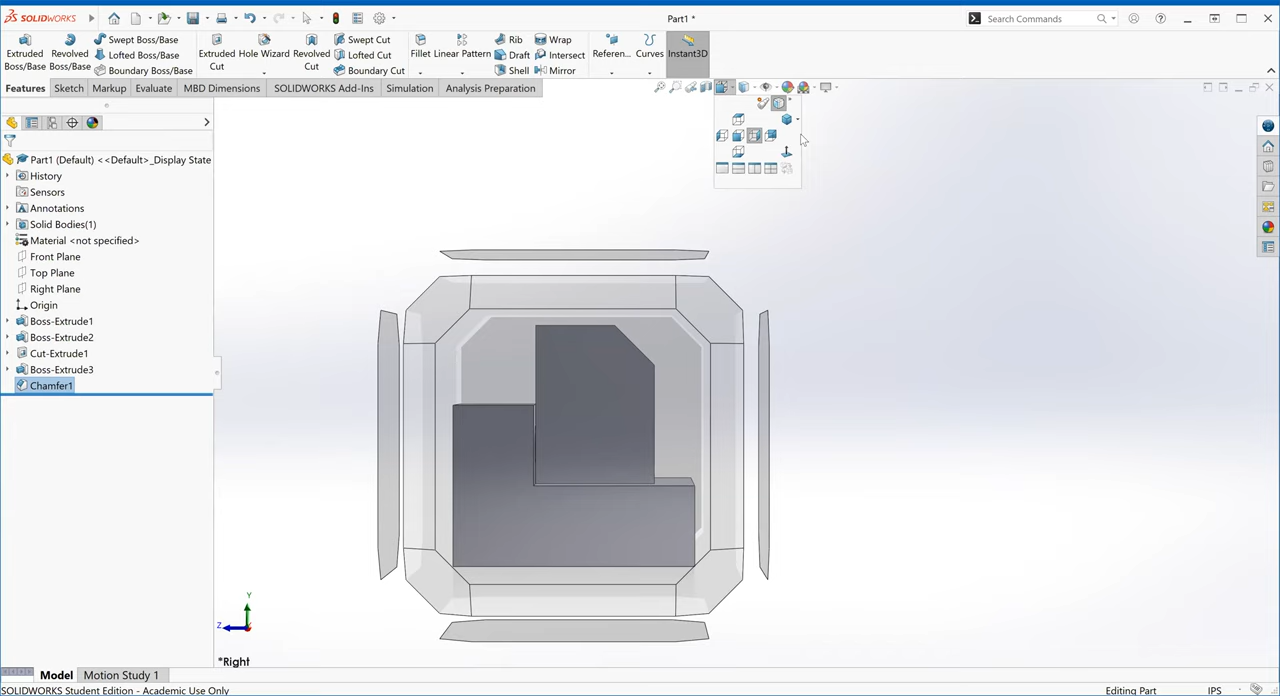 SOLIDWORKS
Part1 *
Search Commands
Extruded Boss/Base
Revolved Boss/Base
Swept Boss/Base
Lofted Boss/Base
Boundary Boss/Base
Extruded Cut
Hole Wizard
Revolved Cut
Swept Cut
Lofted Cut
Boundary Cut
Fillet
Linear Pattern
Rib
Draft
Shell
Wrap
Intersect
Mirror
Referen...
Curves
Instant3D
Features
Sketch
Markup
Evaluate
MBD Dimensions
SOLIDWORKS Add-Ins
Simulation
Analysis Preparation
Part1 (Default) <<Default>_Display State
History
Sensors
Annotations
Solid Bodies(1)
Material <not specified>
Front Plane
Top Plane
Right Plane
Origin
Boss-Extrude1
Boss-Extrude2
Cut-Extrude1
Boss-Extrude3
Chamfer1
Y
Z
*Right
Model
Motion Study 1
SOLIDWORKS Student Edition - Academic Use Only
Editing Part
IPS